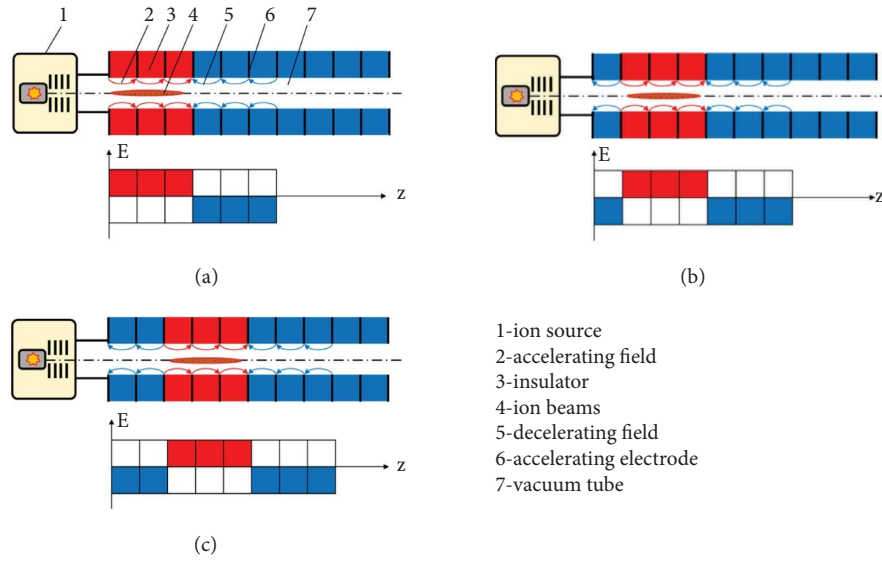 1 2 3 4 5 6 7
E
z
(a)
E
z
(b)
E
z
(c)
1-ion source
2-accelerating field
3-insulator
4-ion beams
5-decelerating field
6-accelerating electrode
7-vacuum tube